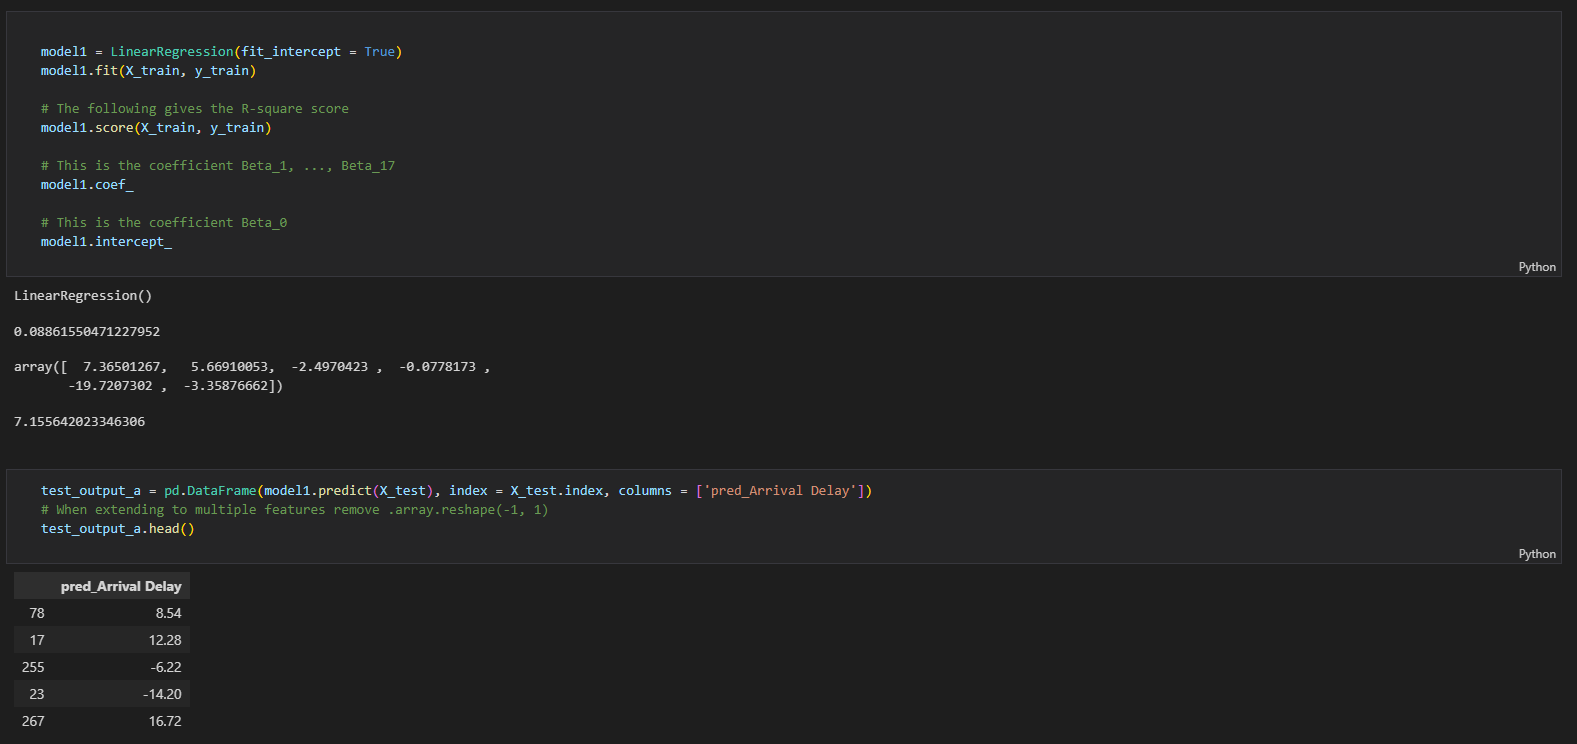 model1 = LinearRegression(fit_intercept = True)
model1.fit(X_train, y_train)
# The following gives the R-square score
model1.score(X_train, y_train)
# This is the coefficient Beta_1, ..., Beta_17
model1.coef_
# This is the coefficient Beta_0
model1.intercept_
Python
LinearRegression()
0.08861550471227952
array([  7.36501267,   5.66910053,  -2.4970423 ,  -0.0778173 ,
       -19.7207302 ,  -3.35876662])
7.155642023346306
test_output_a = pd.DataFrame(model1.predict(X_test), index = X_test.index, columns = ['pred_Arrival Delay'])
# When extending to multiple features remove .array.reshape(-1, 1)
test_output_a.head()
Python
pred_Arrival Delay
78 8.54
17 12.28
255 -6.22
23 -14.20
267 16.72